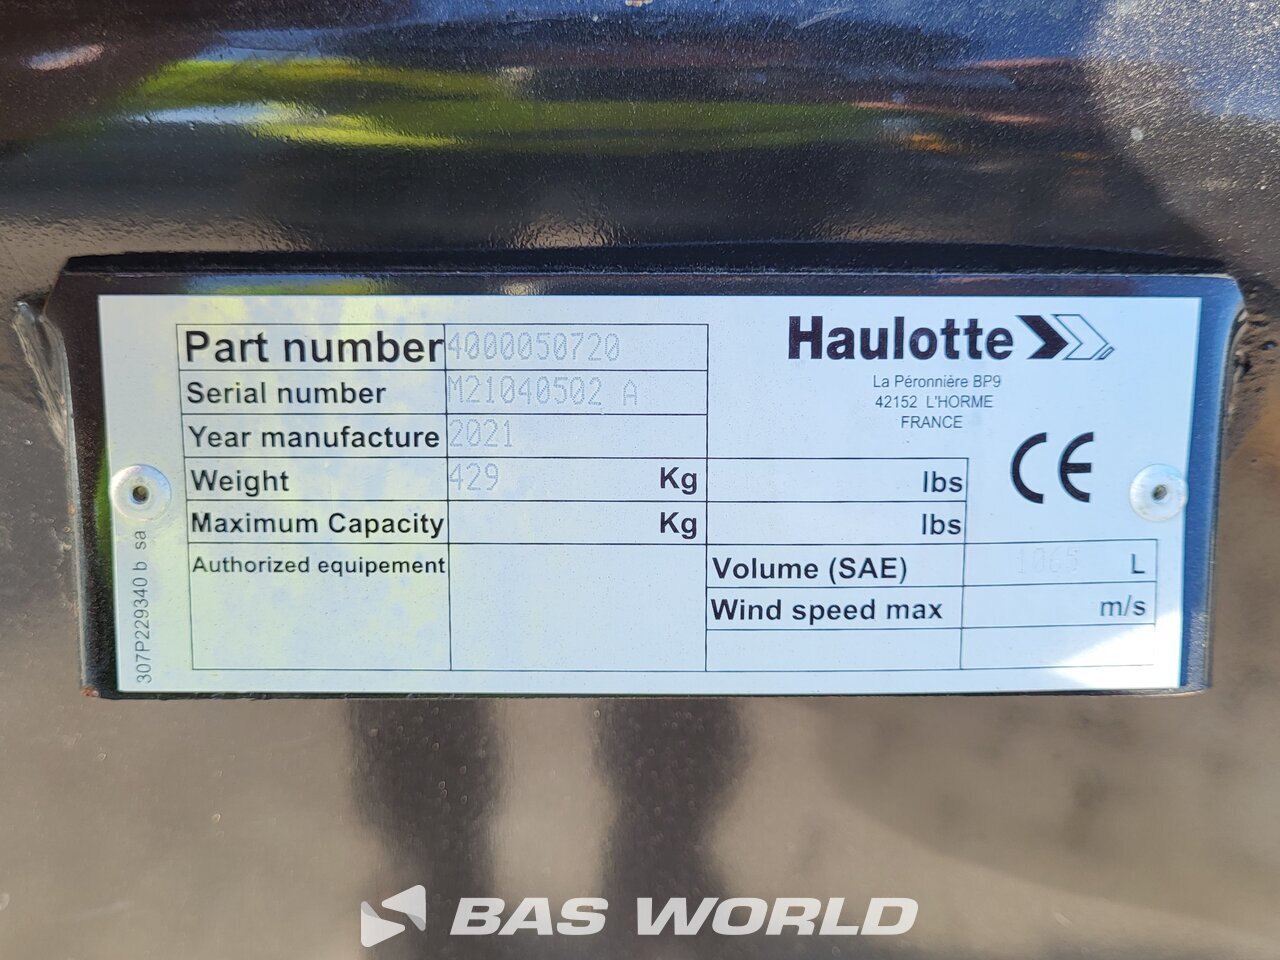 Haulotte
La Péronnière BP9
42152 L'HORME
FRANCE
CE
Part number 4000050720
Serial number M21040502 A
Year manufacture 2021
Weight 429 Kg lbs
Maximum Capacity Kg lbs
Authorized equipement
Volume (SAE) 1065 L
Wind speed max m/s
307P229340 b sa
BAS WORLD